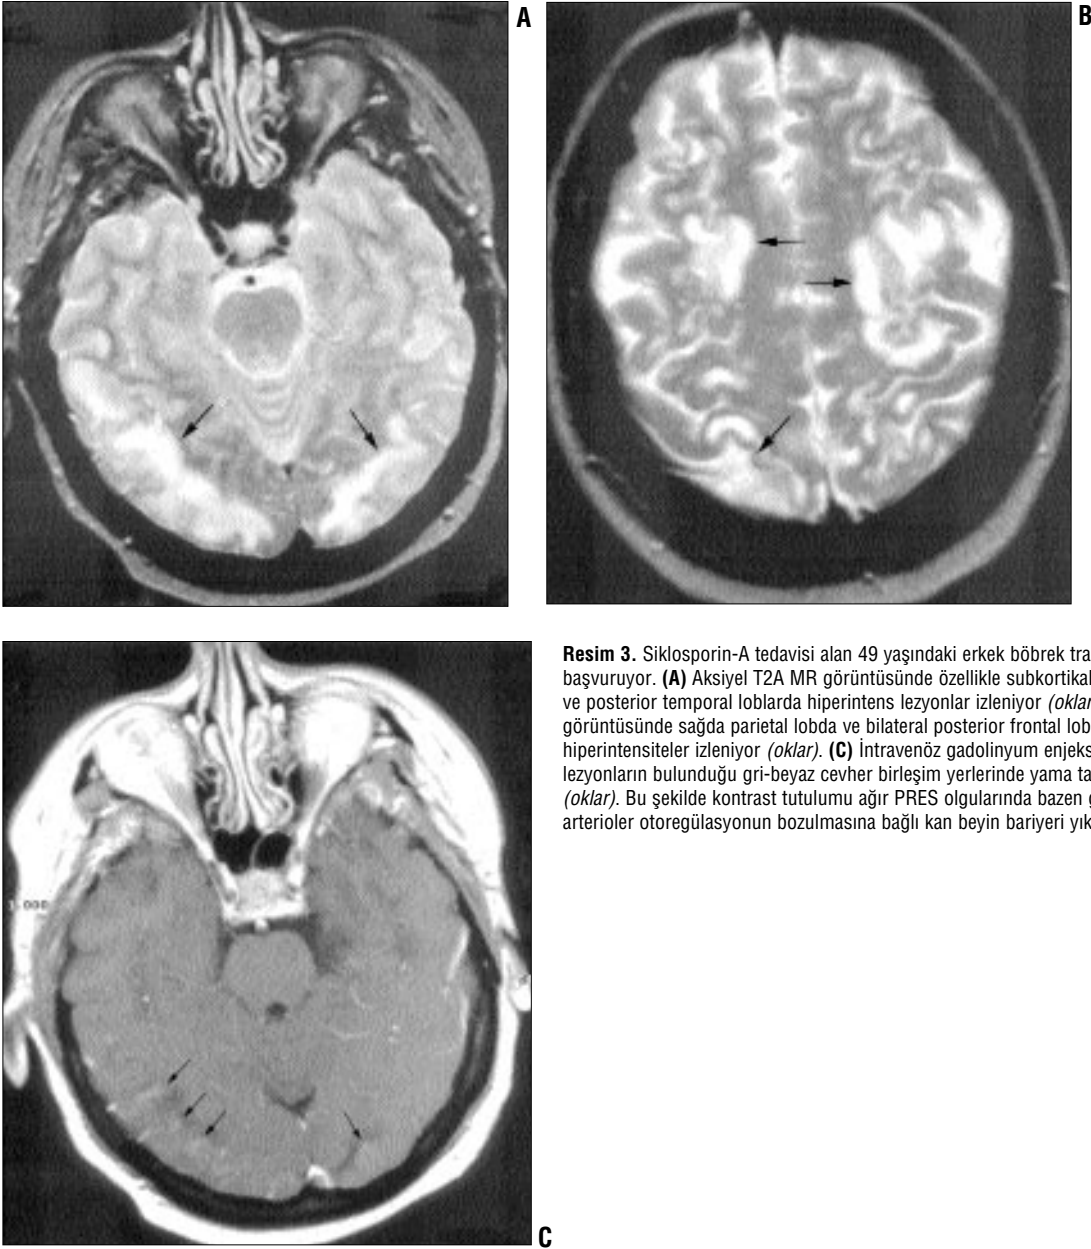 A
B
Resim 3. Siklosporin-A tedavisi alan 49 yaşındaki erkek böbrek tra
başvuruyor. (A) Aksiyel T2A MR görüntüsünde özellikle subkortikal
ve posterior temporal loblarda hiperintens lezyonlar izleniyor (oklar
görüntüsünde sağda parietal lobda ve bilateral posterior frontal lob
hiperintensiteler izleniyor (oklar). (C) İntravenöz gadolinyum enjeks
lezyonların bulunduğu gri-beyaz cevher birleşim yerlerinde yama ta
(oklar). Bu şekilde kontrast tutulumu ağır PRES olgularında bazen g
arterioler otoregülasyonun bozulmasına bağlı kan beyin bariyeri yık
C